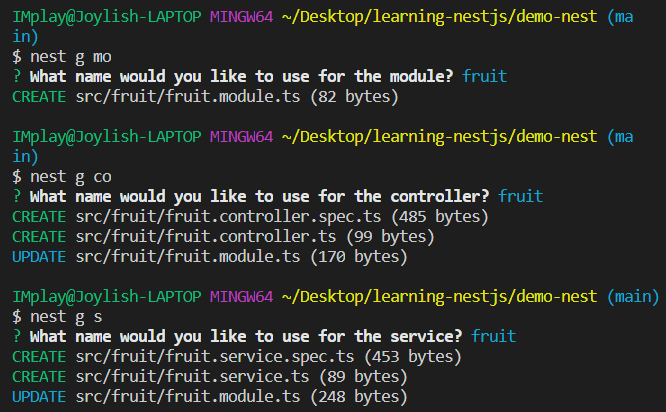 IMplay@Joylish-LAPTOP MINGW64 ~/Desktop/learning-nestjs/demo-nest (ma
in)
$ nest g mo
? What name would you like to use for the module? fruit
CREATE src/fruit/fruit.module.ts (82 bytes)
IMplay@Joylish-LAPTOP MINGW64 ~/Desktop/learning-nestjs/demo-nest (ma
in)
$ nest g co
? What name would you like to use for the controller? fruit
CREATE src/fruit/fruit.controller.spec.ts (485 bytes)
CREATE src/fruit/fruit.controller.ts (99 bytes)
UPDATE src/fruit/fruit.module.ts (170 bytes)
IMplay@Joylish-LAPTOP MINGW64 ~/Desktop/learning-nestjs/demo-nest (main)
$ nest g s
? What name would you like to use for the service? fruit
CREATE src/fruit/fruit.service.spec.ts (453 bytes)
CREATE src/fruit/fruit.service.ts (89 bytes)
UPDATE src/fruit/fruit.module.ts (248 bytes)